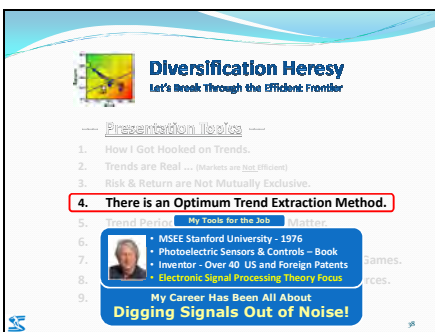 Diversification Heresy
Let's Break Through the Efficient Frontier
Presentation Topics
1. How I Got Hooked on Trends.
2. Trends are Real ... (Markets are Not Efficient)
3. Risk & Return are Not Mutually Exclusive.
4. There is an Optimum Trend Extraction Method.
My Tools for the Job
5. Trend Perio Matter.
6.
• MSEE Stanford University - 1976
• Photoelectric Sensors & Controls – Book
7. Games.
• Inventor - Over 40 US and Foreign Patents
8. rces.
• Electronic Signal Processing Theory Focus
9.
My Career Has Been All About
Digging Signals Out of Noise!
38